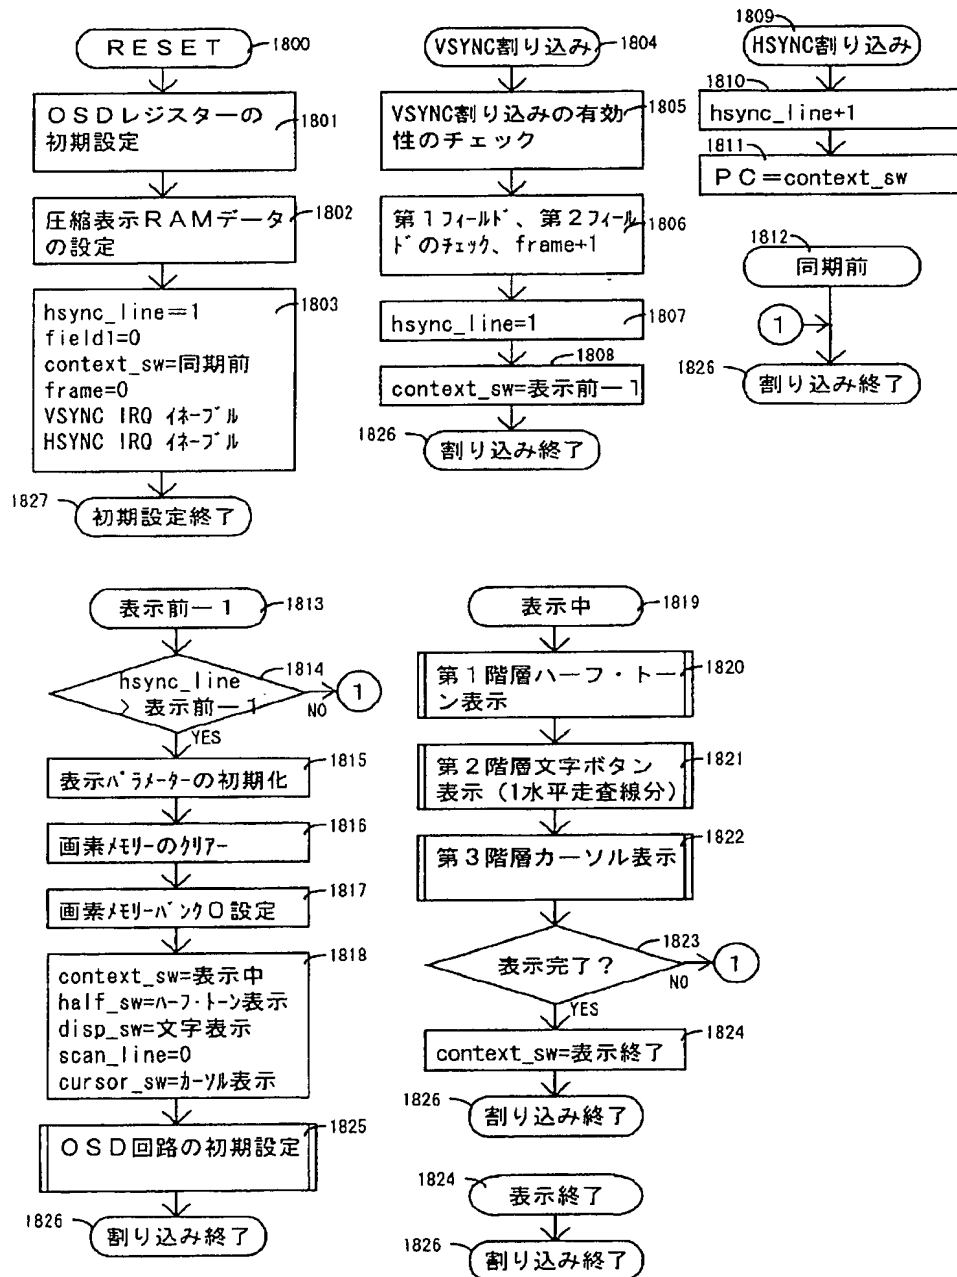 RESET
1800
OSDレジスターの
初期設定
1801
圧縮表示RAMデータ
の設定
1802
hsync_line=1
field1=0
context_sw=同期前
frame=0
VSYNC IRQ イネーブル
HSYNC IRQ イネーブル
1803
1827
初期設定終了
VSYNC割り込み
1804
VSYNC割り込みの有効
性のチェック
1805
第1フィールド、第2フィール
ドのチェック、frame+1
1806
hsync_line=1
1807
1808
context_sw=表示前ー1
1826
割り込み終了
1809
HSYNC割り込み
1810
hsync_line+1
1811
PC=context_sw
1812
同期前
1
1826
割り込み終了
表示前ー1
1813
hsync_line
> 表示前ー1
1814
NO
1
YES
表示パラメーターの初期化
1815
画素メモリーのクリアー
1816
画素メモリーバンク0設定
1817
context_sw=表示中
half_sw=ハーフ・トーン表示
disp_sw=文字表示
scan_line=0
cursor_sw=カーソル表示
1818
OSD回路の初期設定
1825
1826
割り込み終了
表示中
1819
第1階層ハーフ・トー
ン表示
1820
第2階層文字ボタン
表示(1水平走査線分)
1821
第3階層カーソル表示
1822
表示完了?
1823
NO
1
YES
context_sw=表示終了
1824
1826
割り込み終了
1824
表示終了
1826
割り込み終了